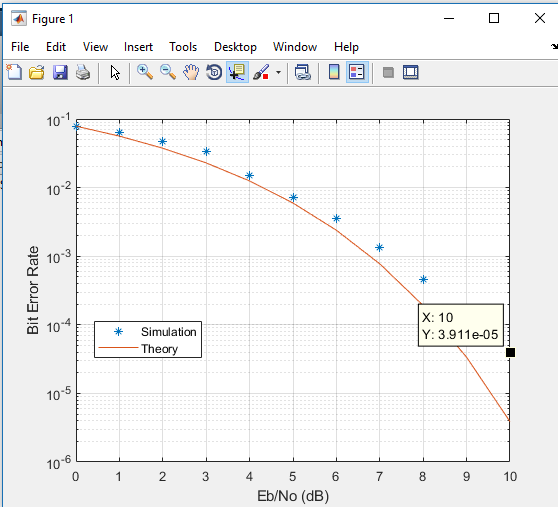 Figure 1
File Edit View Insert Tools Desktop Window Help
10-1
10-2
10-3
10-4
10-5
10-6
Bit Error Rate
Simulation
Theory
X: 10
Y: 3.911e-05
0 1 2 3 4 5 6 7 8 9 10
Eb/No (dB)